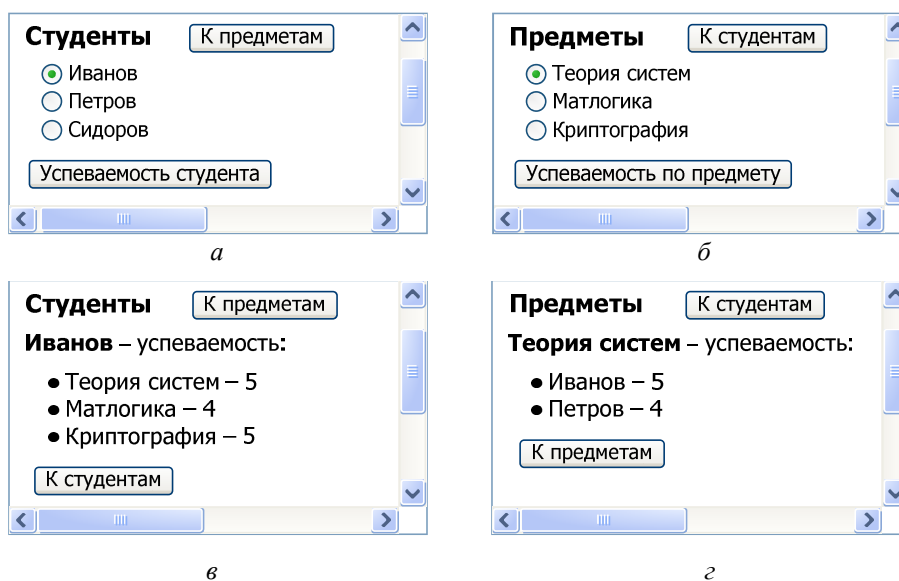 Студенты К предметам
Иванов
Петров
Сидоров
Успеваемость студента
а
Предметы К студентам
Теория систем
Матлогика
Криптография
Успеваемость по предмету
б
Студенты К предметам
Иванов – успеваемость:
● Теория систем – 5
● Матлогика – 4
● Криптография – 5
К студентам
в
Предметы К студентам
Теория систем – успеваемость:
● Иванов – 5
● Петров – 4
К предметам
г